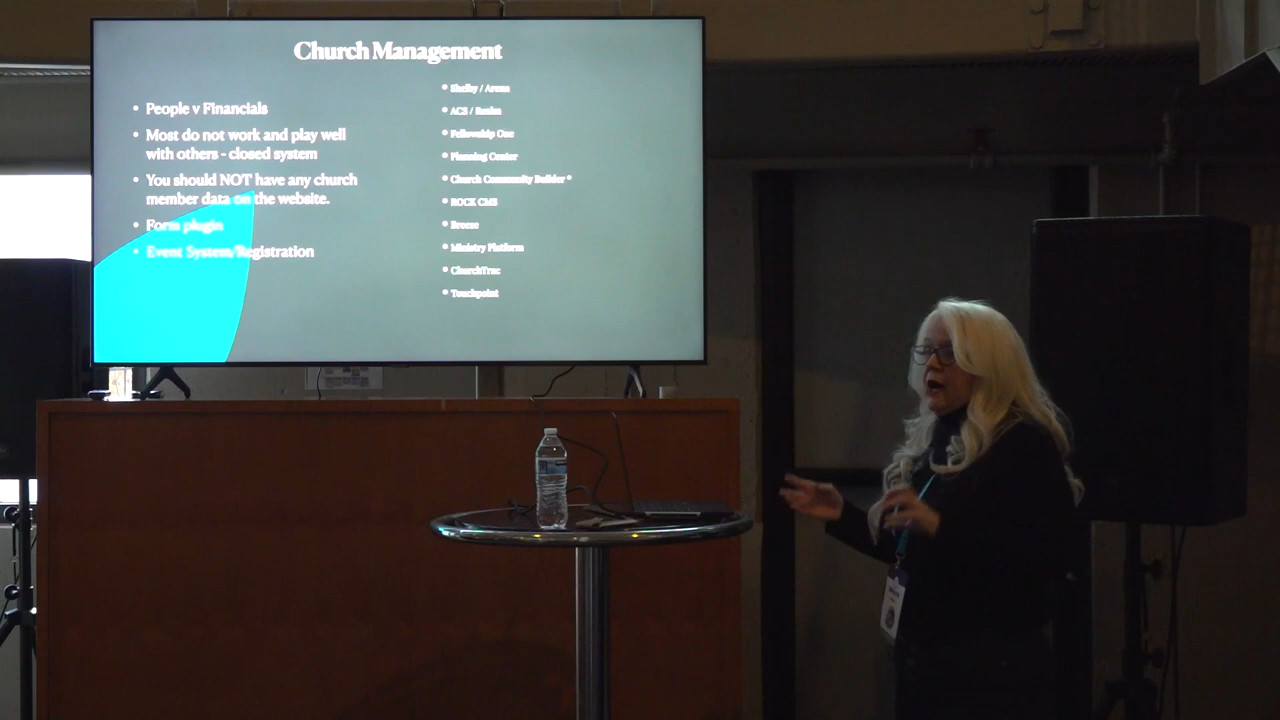 Church Management
• People v Financials
• Most do not work and play well
with others - closed system
• You should NOT have any church
member data on the website.
• Form plugin
• Event System/Registration
• Shelby / Arena
• ACS / Realm
• Fellowship One
• Planning Center
• Church Community Builder *
• ROCK CMS
• Breeze
• Ministry Platform
• ChurchTrac
• Touchpoint